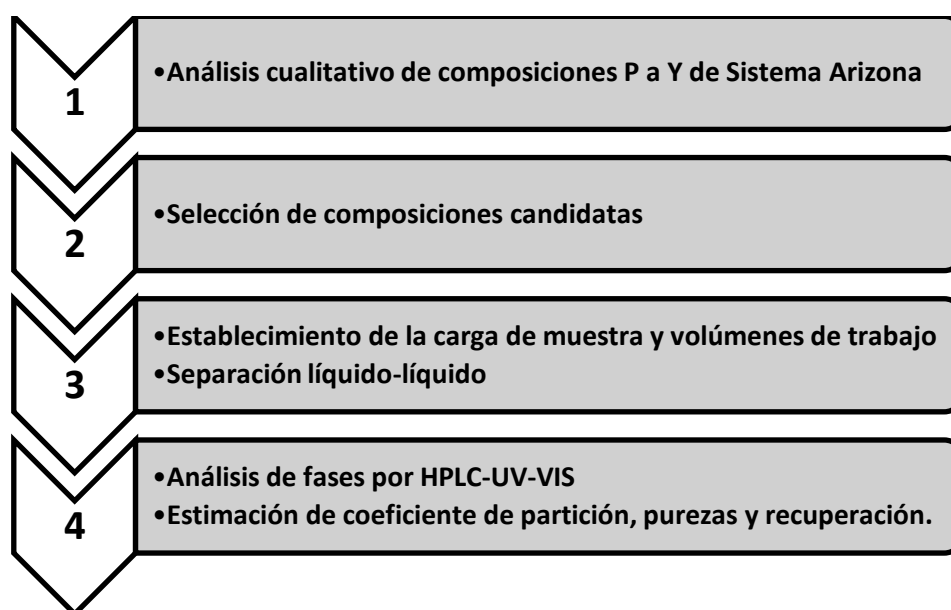 1
•Análisis cualitativo de composiciones P a Y de Sistema Arizona
2
•Selección de composiciones candidatas
3
•Establecimiento de la carga de muestra y volúmenes de trabajo
•Separación líquido-líquido
4
•Análisis de fases por HPLC-UV-VIS
•Estimación de coeficiente de partición, purezas y recuperación.